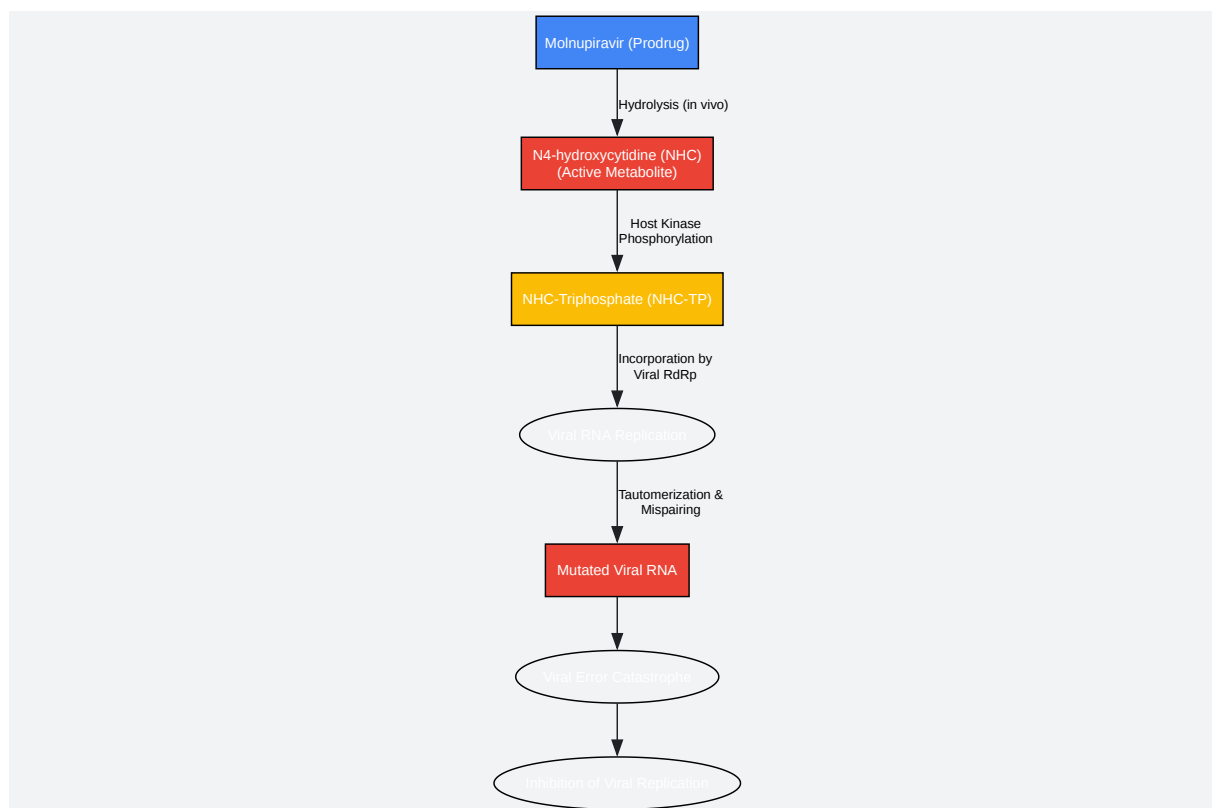 Molnupiravir (Prodrug)
Hydrolysis (in vivo)
N4-hydroxycytidine (NHC)
(Active Metabolite)
Host Kinase
Phosphorylation
NHC-Triphosphate (NHC-TP)
Incorporation by
Viral RdRp
Viral RNA Replication
Tautomerization &
Mispairing
Mutated Viral RNA
Viral Error Catastrophe
Inhibition of Viral Replication